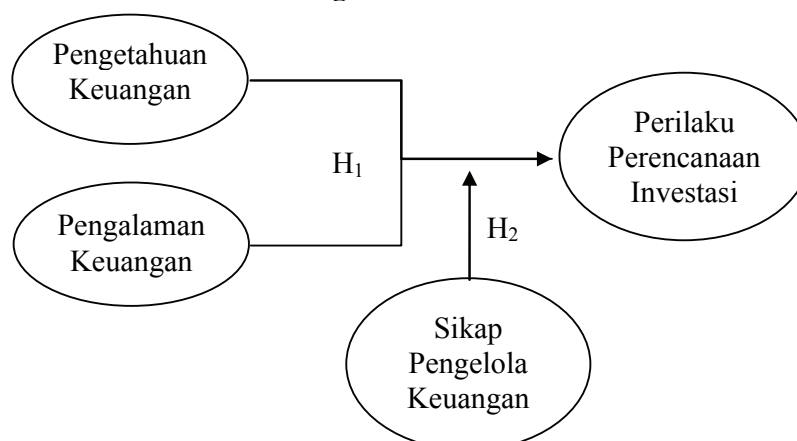 Pengetahuan
Keuangan
Perilaku
Perencanaan
Investasi
H1
Pengalaman
Keuangan
H2
Sikap
Pengelola
Keuangan